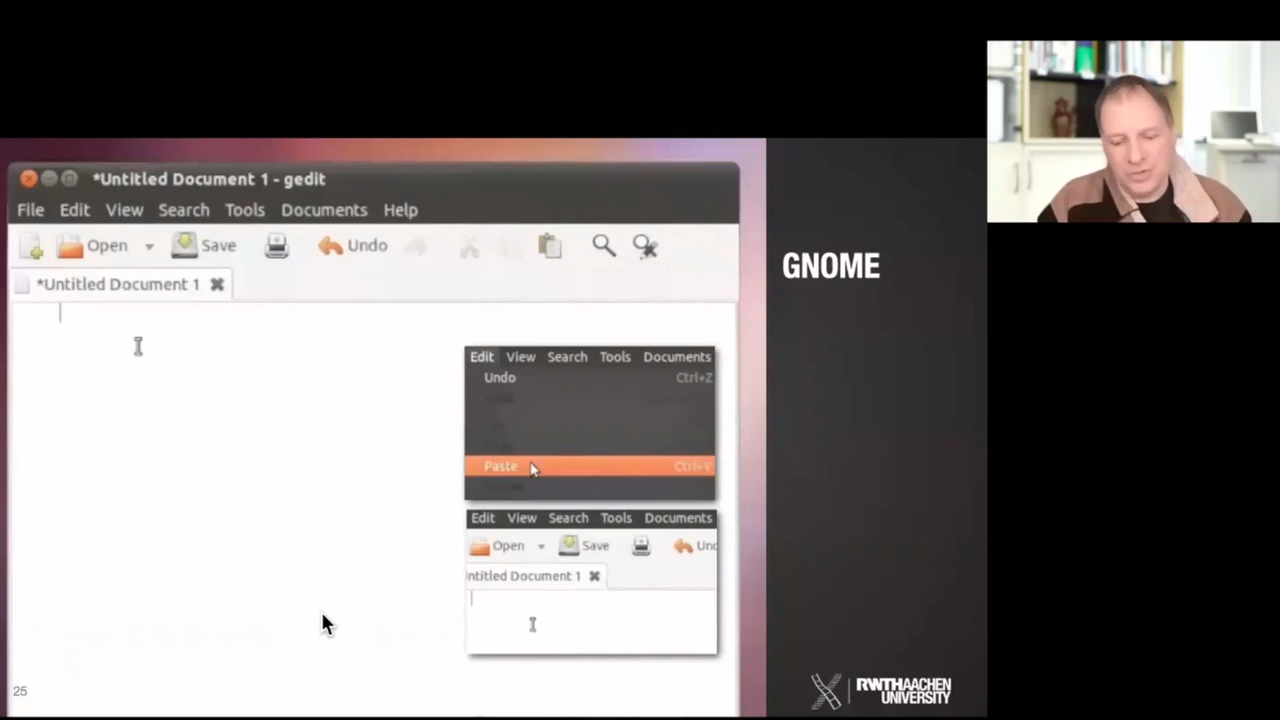 *Untitled Document 1 - gedit
File Edit View Search Tools Documents Help
Open Save Undo
*Untitled Document 1
GNOME
Edit View Search Tools Documents
Undo Ctrl+Z
Paste Ctrl+V
Edit View Search Tools Documents
Open Save Und
ntitled Document 1
25
RWTHAACHEN
UNIVERSITY